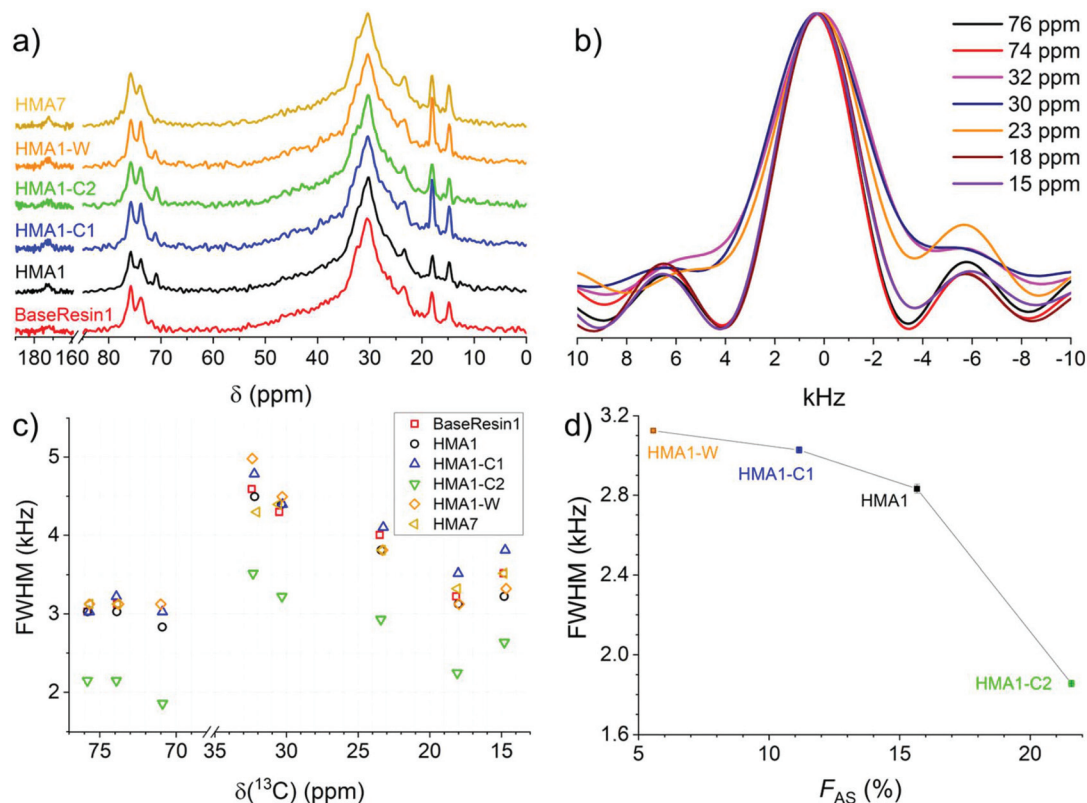 a)
HMA7
HMA1-W
HMA1-C2
HMA1-C1
HMA1
BaseResin1
180 160 80 70 60 50 40 30 20 10 0
δ (ppm)
b)
76 ppm
74 ppm
32 ppm
30 ppm
23 ppm
18 ppm
15 ppm
10 8 6 4 2 0 -2 -4 -6 -8 -10
kHz
c)
BaseResin1
HMA1
HMA1-C1
HMA1-C2
HMA1-W
HMA7
5
4
3
2
FWHM (kHz)
75 70 35 30 20 15
δ(¹³C) (ppm)
d)
3.2
2.8
2.4
2.0
1.6
FWHM (kHz)
HMA1-W
HMA1-C1
HMA1
HMA1-C2
5 10 15 20
F_AS (%)